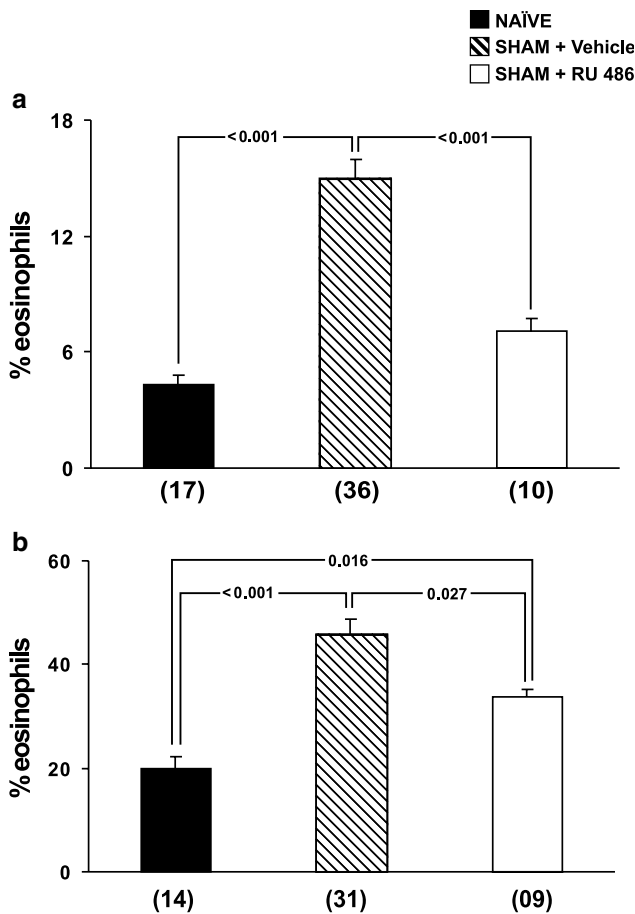 NAÏVE
SHAM + Vehicle
SHAM + RU 486
a
18
12
6
0
% eosinophils
<0.001
<0.001
(17) (36) (10)
b
60
40
20
0
% eosinophils
0.016
<0.001
0.027
(14) (31) (09)